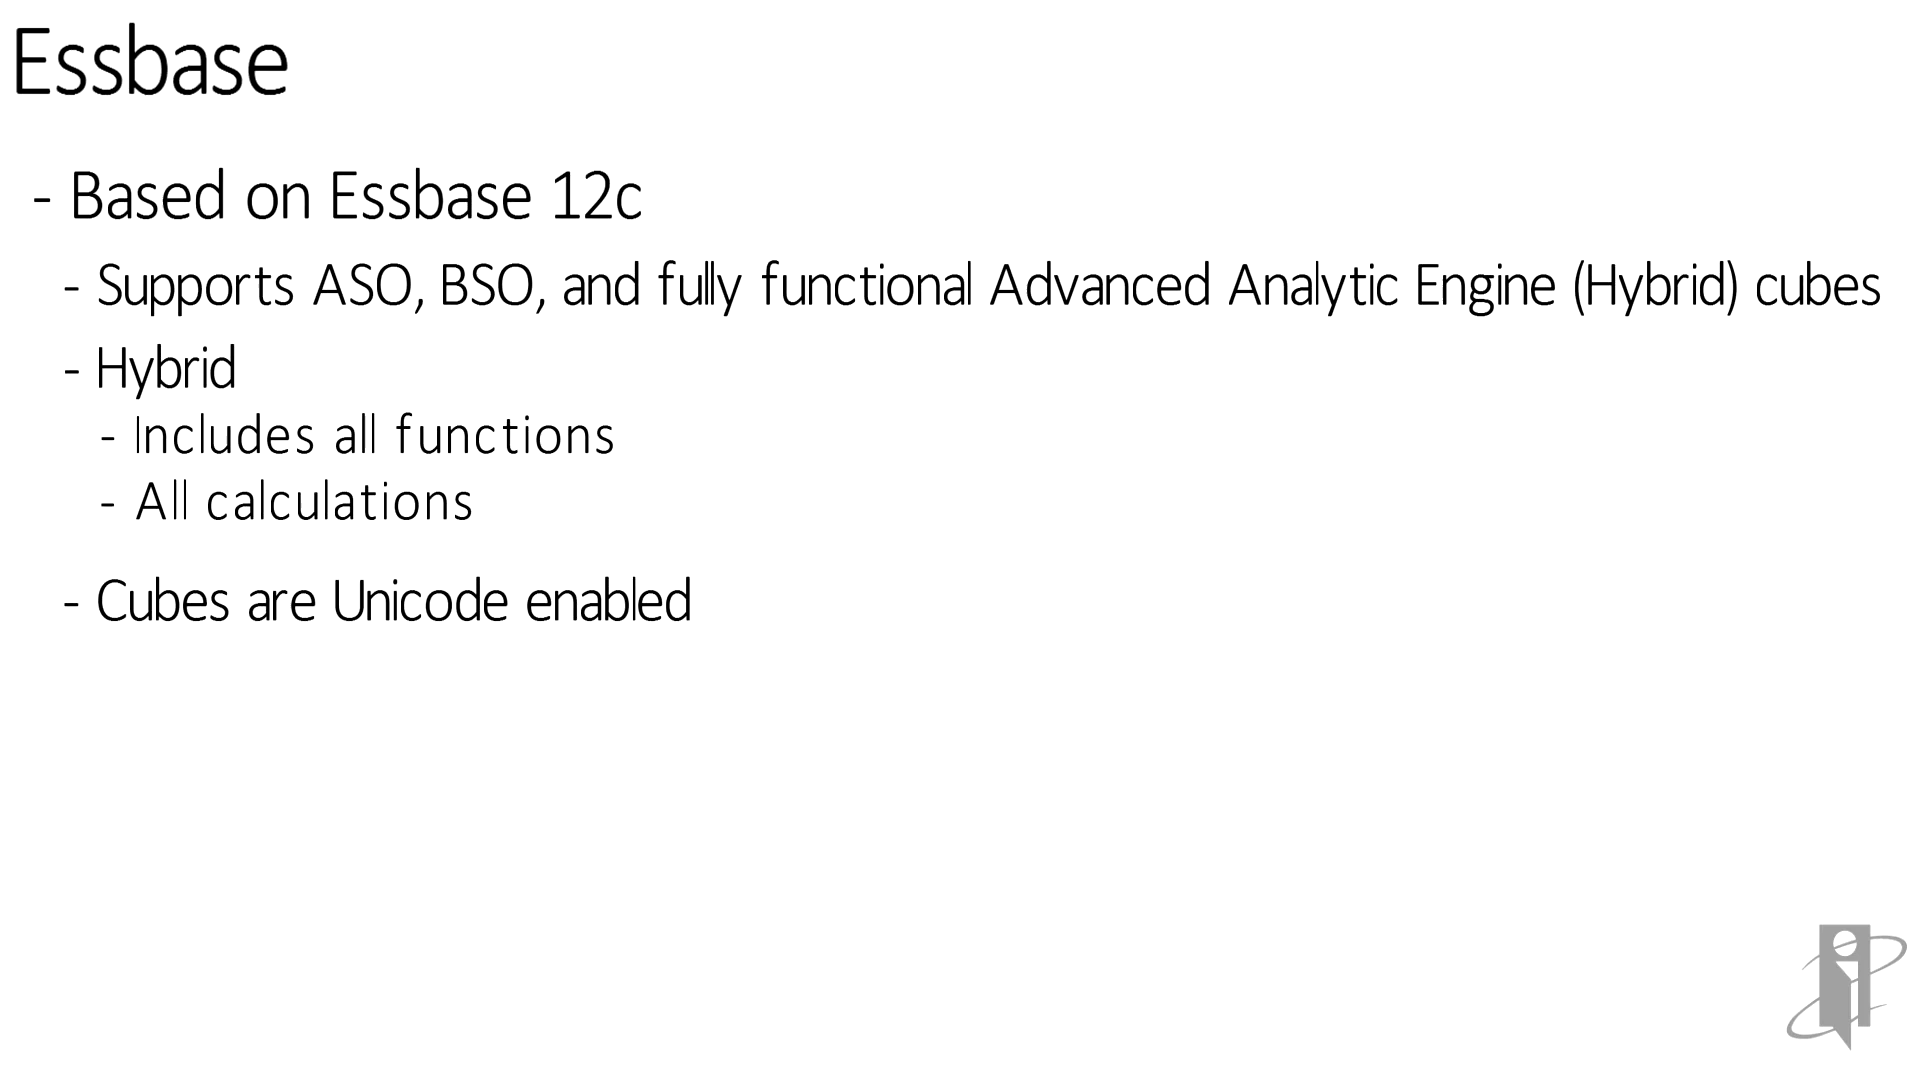 Essbase
- Based on Essbase 12c
- Supports ASO, BSO, and fully functional Advanced Analytic Engine (Hybrid) cubes
- Hybrid
- Includes all functions
- All calculations
- Cubes are Unicode enabled